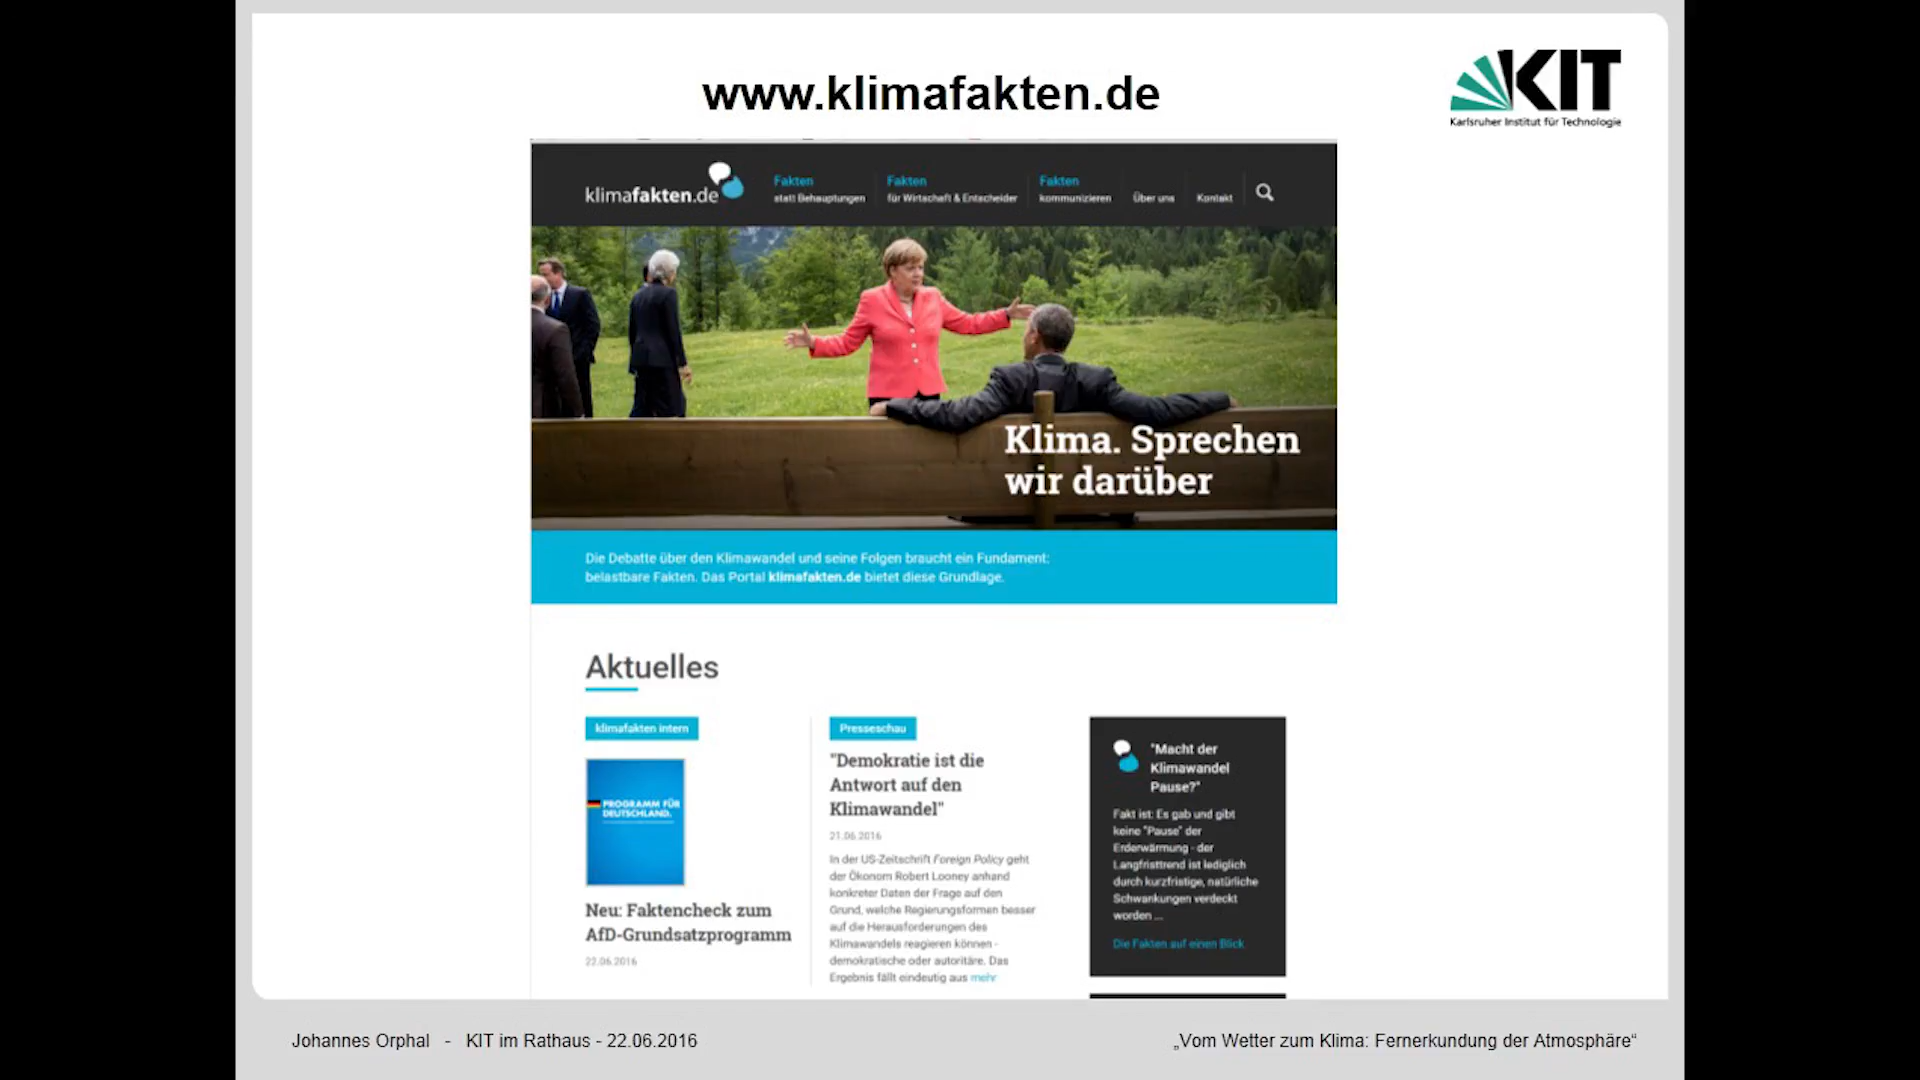 www.klimafakten.de
KIT
Karlsruher Institut für Technologie
klimafakten.de
Fakten
statt Behauptungen
Fakten
für Wirtschaft & Entscheider
Fakten
kommunizieren
Über uns
Kontakt
Klima. Sprechen
wir darüber
Die Debatte über den Klimawandel und seine Folgen braucht ein Fundament:
belastbare Fakten. Das Portal klimafakten.de bietet diese Grundlage.
Aktuelles
klimafakten intern
PROGRAMM FÜR
DEUTSCHLAND.
Neu: Faktencheck zum
AfD-Grundsatzprogramm
22.06.2016
Presseschau
"Demokratie ist die
Antwort auf den
Klimawandel"
21.06.2016
In der US-Zeitschrift Foreign Policy geht
der Ökonom Robert Looney anhand
konkreter Daten der Frage auf den
Grund, welche Regierungsformen besser
auf die Herausforderungen des
Klimawandels reagieren können -
demokratische oder autoritäre. Das
Ergebnis fällt eindeutig aus mehr
"Macht der
Klimawandel
Pause?"
Fakt ist: Es gab und gibt
keine "Pause" der
Erderwärmung - der
Langfristtrend ist lediglich
durch kurzfristige, natürliche
Schwankungen verdeckt
worden ...
Die Fakten auf einen Blick
Johannes Orphal - KIT im Rathaus - 22.06.2016
„Vom Wetter zum Klima: Fernerkundung der Atmosphäre“